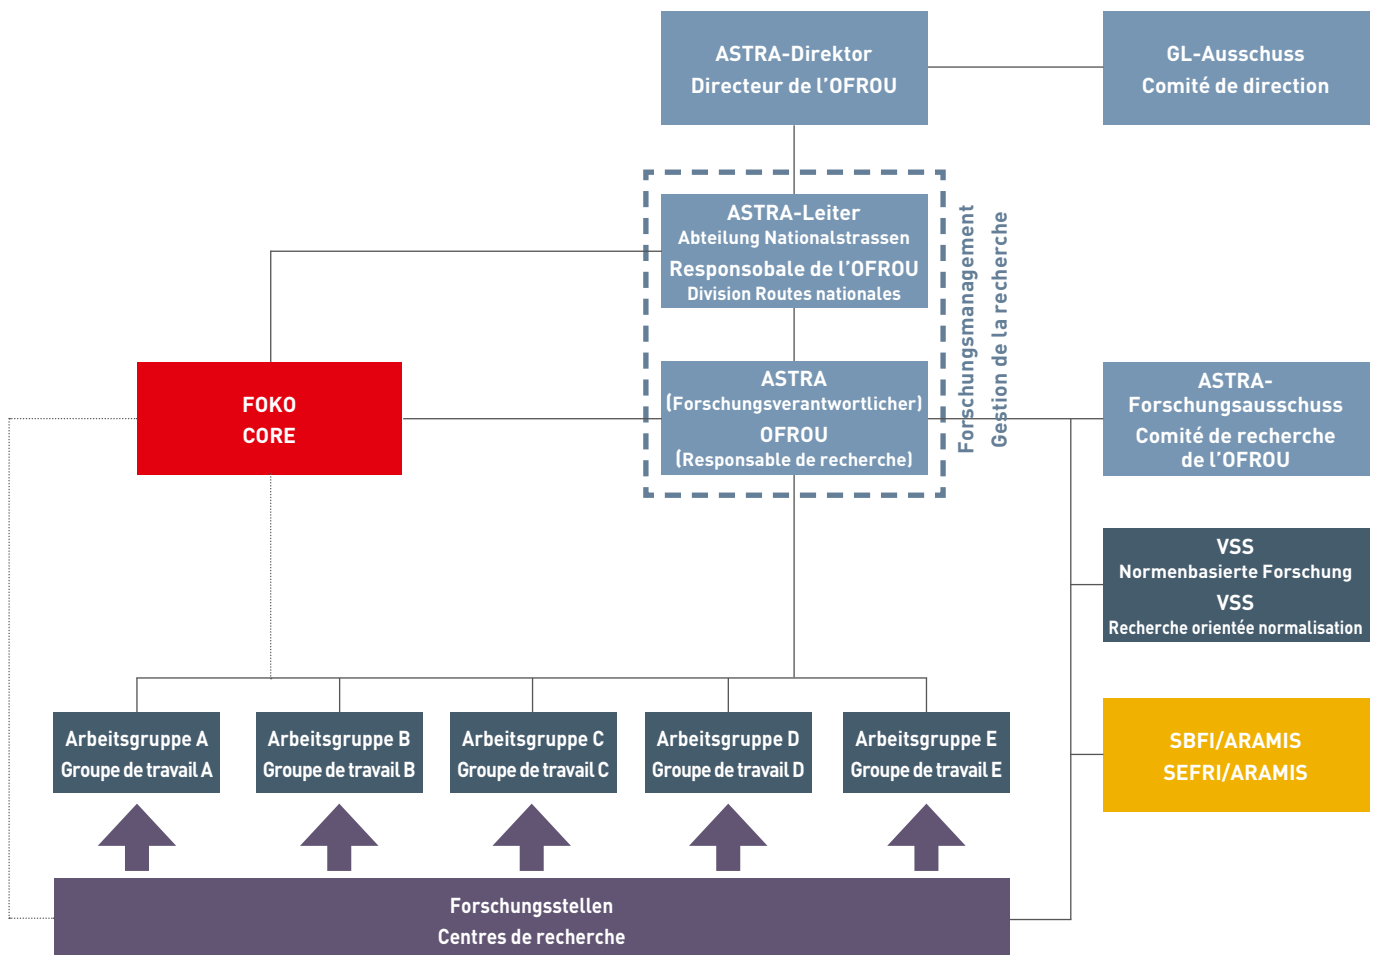 ASTRA-Direktor
Directeur de l’OFROU
GL-Ausschuss
Comité de direction
ASTRA-Leiter
Abteilung Nationalstrassen
Responsobale de l’OFROU
Division Routes nationales
Forschungsmanagement
Gestion de la recherche
FOKO
CORE
ASTRA
(Forschungsverantwortlicher)
OFROU
(Responsable de recherche)
ASTRA-
Forschungsausschuss
Comité de recherche
de l’OFROU
VSS
Normenbasierte Forschung
VSS
Recherche orientée normalisation
Arbeitsgruppe A
Groupe de travail A
Arbeitsgruppe B
Groupe de travail B
Arbeitsgruppe C
Groupe de travail C
Arbeitsgruppe D
Groupe de travail D
Arbeitsgruppe E
Groupe de travail E
SBFI/ARAMIS
SEFRI/ARAMIS
Forschungsstellen
Centres de recherche